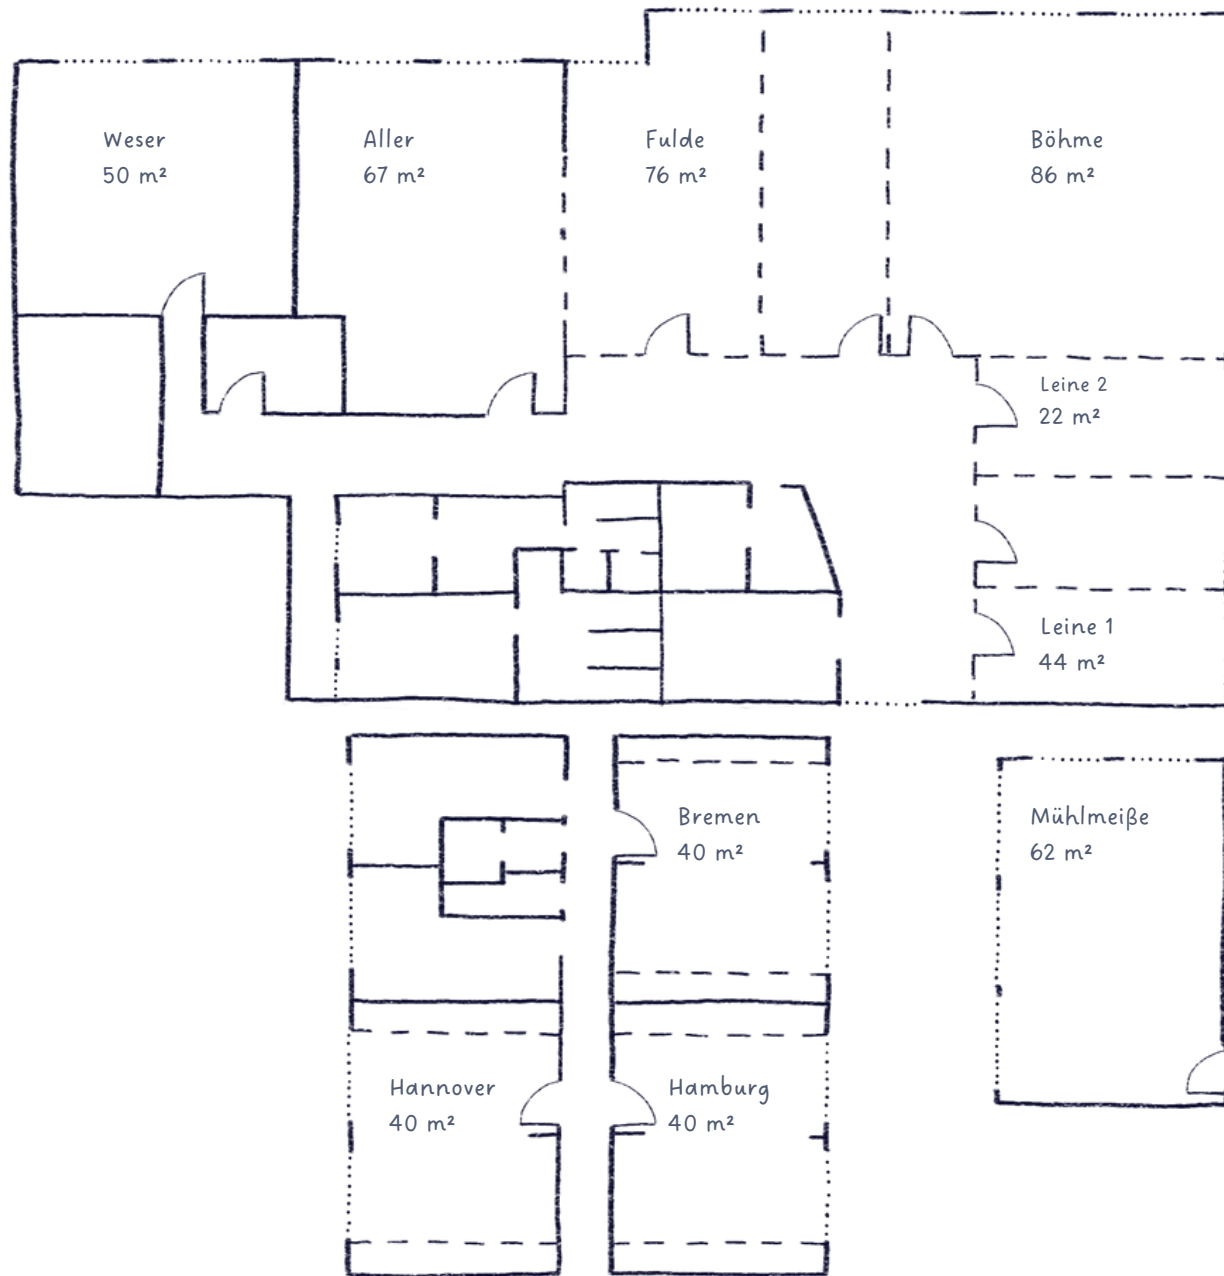 Weser
50 m²
Aller
67 m²
Fulde
76 m²
Böhme
86 m²
Leine 2
22 m²
Leine 1
44 m²
Bremen
40 m²
Mühlmeiße
62 m²
Hannover
40 m²
Hamburg
40 m²